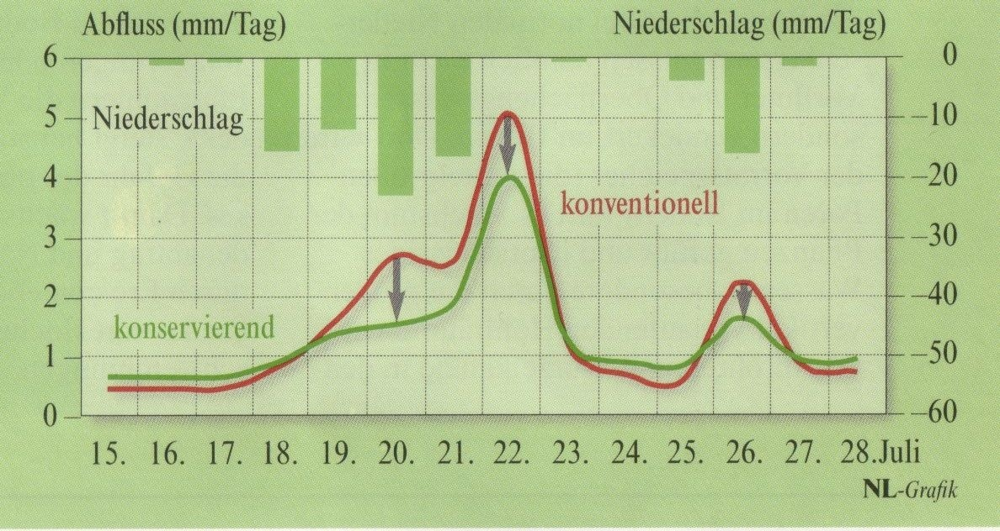 Abfluss (mm/Tag)
Niederschlag (mm/Tag)
6
5
4
3
2
1
0
0
—10
—20
—30
—40
—50
—60
Niederschlag
konventionell
konservierend
15. 16. 17. 18. 19. 20. 21. 22. 23. 24. 25. 26. 27. 28.Juli
NL-Grafik